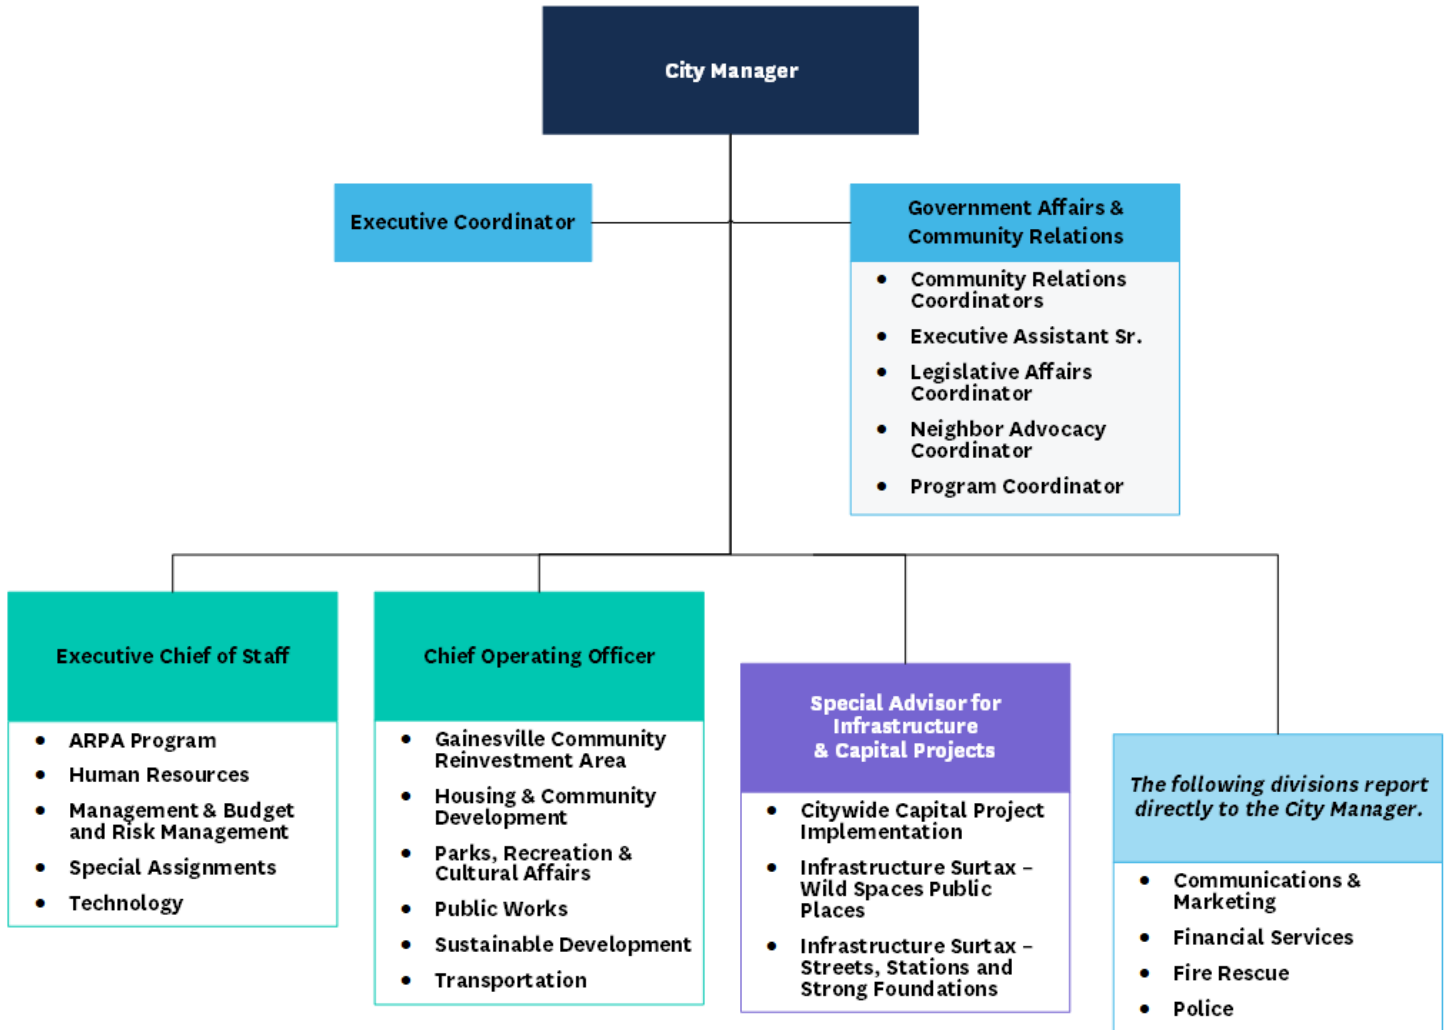 City Manager
Executive Coordinator
Government Affairs &
Community Relations
• Community Relations
Coordinators
• Executive Assistant Sr.
• Legislative Affairs
Coordinator
• Neighbor Advocacy
Coordinator
• Program Coordinator
Executive Chief of Staff
• ARPA Program
• Human Resources
• Management & Budget
and Risk Management
• Special Assignments
• Technology
Chief Operating Officer
• Gainesville Community
Reinvestment Area
• Housing & Community
Development
• Parks, Recreation &
Cultural Affairs
• Public Works
• Sustainable Development
• Transportation
Special Advisor for
Infrastructure
& Capital Projects
• Citywide Capital Project
Implementation
• Infrastructure Surtax –
Wild Spaces Public
Places
• Infrastructure Surtax –
Streets, Stations and
Strong Foundations
The following divisions report
directly to the City Manager.
• Communications &
Marketing
• Financial Services
• Fire Rescue
• Police